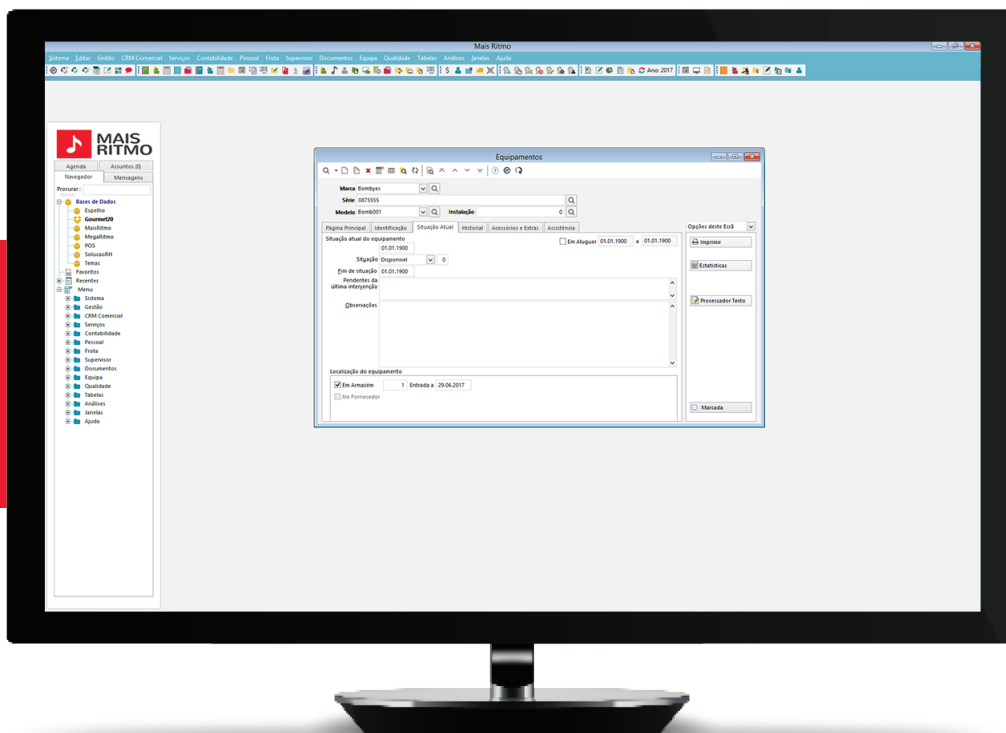 Mais Ritmo
Sistema Editar Gestão CRM Comercial Serviços Contabilidade Pessoal Frota Supervisor Documentos Equipa Qualidade Tabelas Análises Janelas Ajuda
Ano: 2017
MAIS
RITMO
Agenda Assuntos (0)
Navegador Mensagens
Procurar :
Bases de Dados
Espelho
Gourmet20
MaisRitmo
MegaRitmo
POS
SolucaoRH
Temas
Favoritos
Recentes
Menu
Sistema
Gestão
CRM Comercial
Serviços
Contabilidade
Pessoal
Frota
Supervisor
Documentos
Equipa
Qualidade
Tabelas
Análises
Janelas
Ajuda
Equipamentos
Marca Bombyes
Série 0875555
Modelo Bomb001 Instalação 0
Página Principal Identificação Situação Atual Historial Acessórios e Extras Assistência
Situação atual do equipamento
01.01.1900 Em Aluguer 01.01.1900 a 01.01.1900
Situação Disponível 0
Fim de situação 01.01.1900
Pendentes da
última intervenção
Observações
Localização do equipamento
Em Armazém 1 Entrada a 29.06.2017
No Fornecedor
Opções deste Ecrã
Imprimir
Estatísticas
Processador Texto
Marcada